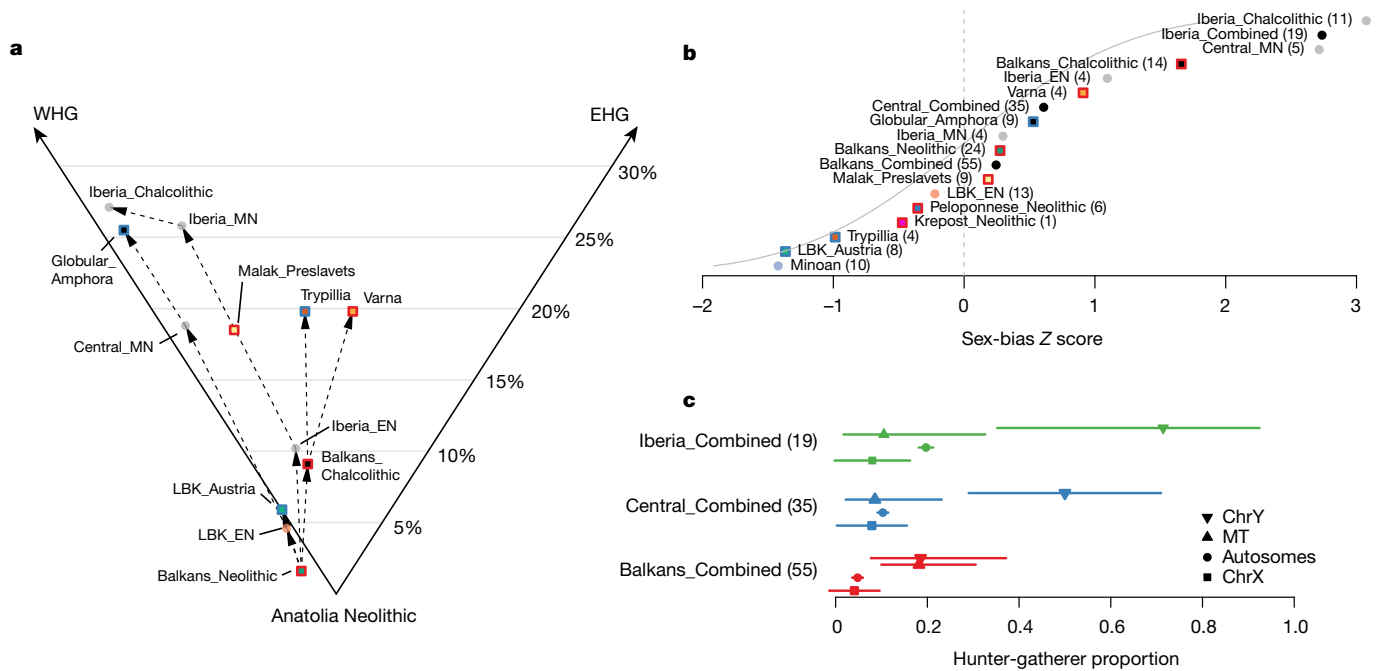 a
WHG
EHG
30%
Iberia_Chalcolithic
Iberia_MN
25%
Globular_
Amphora
Malak_Preslavets
Trypillia
Varna
20%
Central_MN
15%
Iberia_EN
10%
Balkans_
Chalcolithic
LBK_Austria
5%
LBK_EN
Balkans_Neolithic
Anatolia Neolithic
b
Iberia_Chalcolithic (11)
Iberia_Combined (19)
Central_MN (5)
Balkans_Chalcolithic (14)
Iberia_EN (4)
Varna (4)
Central_Combined (35)
Globular_Amphora (9)
Iberia_MN (4)
Balkans_Neolithic (24)
Balkans_Combined (55)
Malak_Preslavets (9)
LBK_EN (13)
Peloponnese_Neolithic (6)
Krepost_Neolithic (1)
Trypillia (4)
LBK_Austria (8)
Minoan (10)
−2 −1 0 1 2 3
Sex-bias Z score
c
Iberia_Combined (19)
Central_Combined (35)
Balkans_Combined (55)
ChrY
MT
Autosomes
ChrX
0 0.2 0.4 0.6 0.8 1.0
Hunter-gatherer proportion